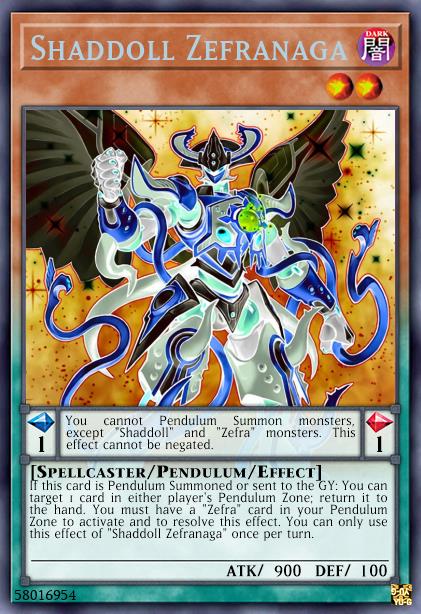 SHADDOLL ZEFRANAGA
DARK
闇
1
You cannot Pendulum Summon monsters,
except "Shaddoll" and "Zefra" monsters. This
effect cannot be negated.
1
[SPELLCASTER/PENDULUM/EFFECT]
If this card is Pendulum Summoned or sent to the GY: You can
target 1 card in either player's Pendulum Zone; return it to
the hand. You must have a "Zefra" card in your Pendulum
Zone to activate and to resolve this effect. You can only use
this effect of "Shaddoll Zefranaga" once per turn.
ATK/ 900 DEF/ 100
58016954